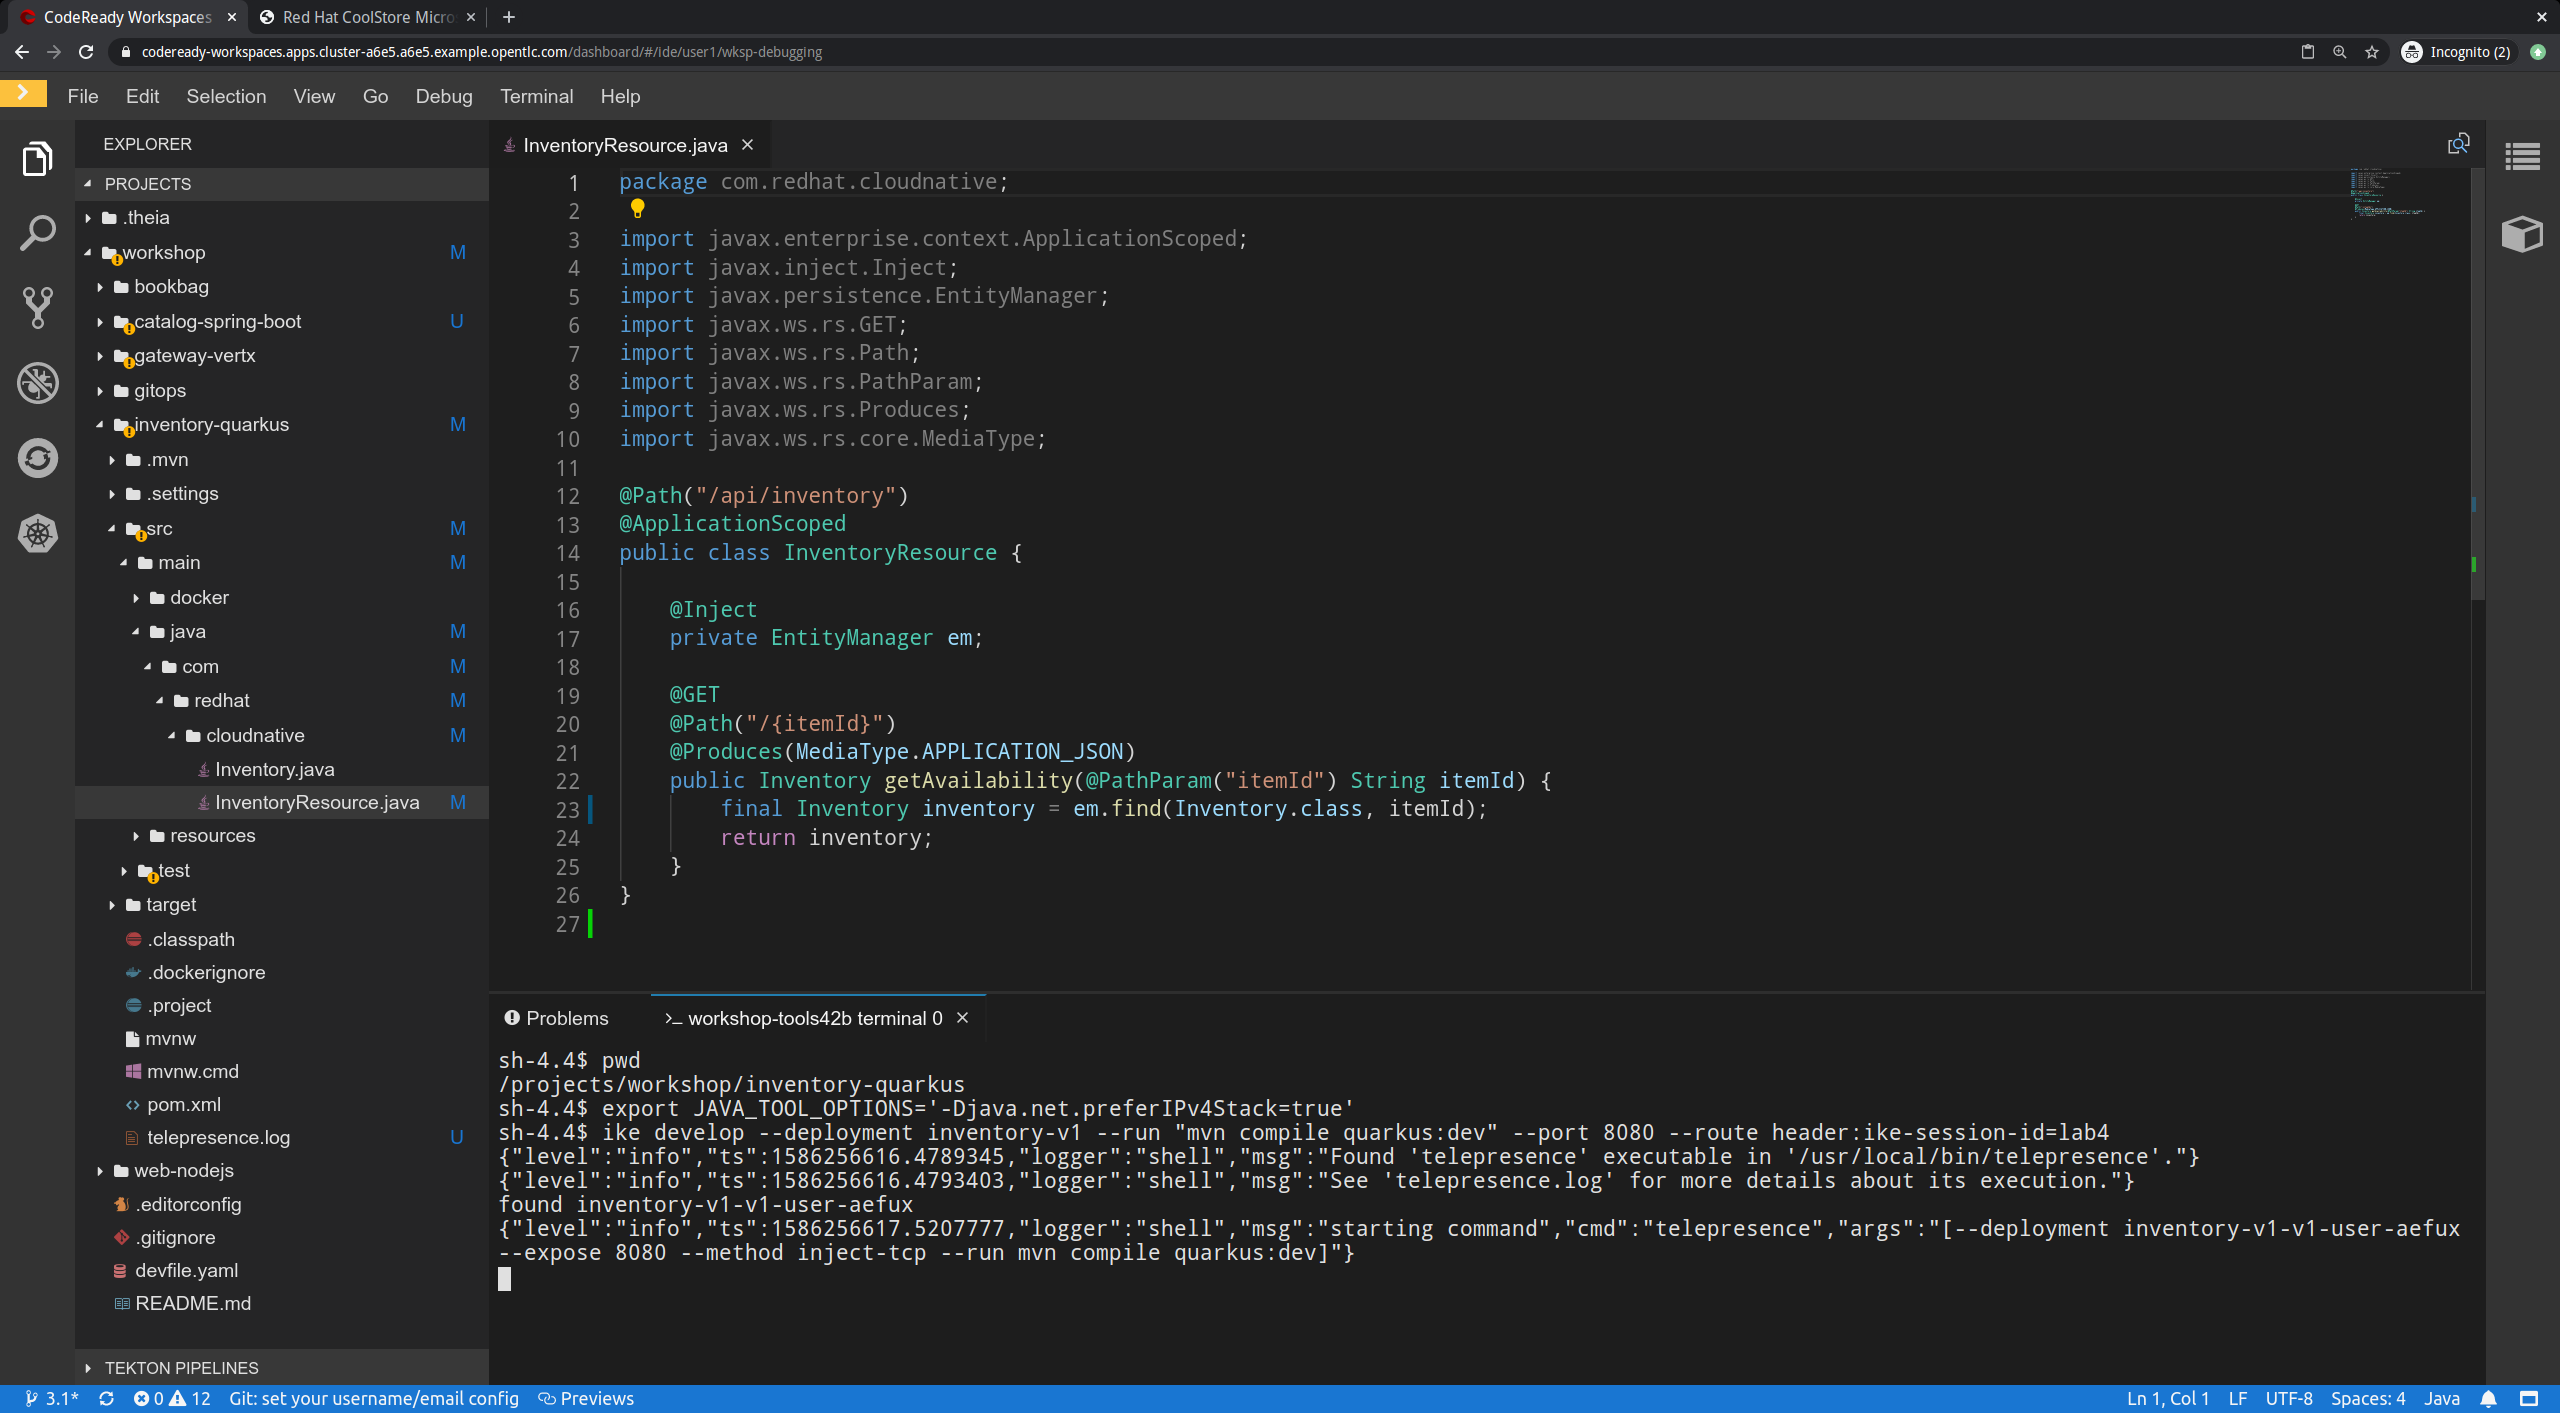 CodeReady Workspaces
Red Hat CoolStore Micro
codeready-workspaces.apps.cluster-a6e5.a6e5.example.opentlc.com/dashboard/#/ide/user1/wksp-debugging
Incognito (2)
File Edit Selection View Go Debug Terminal Help
EXPLORER
PROJECTS
.theia
workshop M
bookbag
catalog-spring-boot U
gateway-vertx
gitops
inventory-quarkus M
.mvn
.settings
src M
main M
docker
java M
com M
redhat M
cloudnative M
Inventory.java
InventoryResource.java M
resources
test
target
.classpath
.dockerignore
.project
mvnw
mvnw.cmd
pom.xml
telepresence.log U
web-nodejs
.editorconfig
.gitignore
devfile.yaml
README.md
TEKTON PIPELINES
InventoryResource.java
1 package com.redhat.cloudnative;
2
3 import javax.enterprise.context.ApplicationScoped;
4 import javax.inject.Inject;
5 import javax.persistence.EntityManager;
6 import javax.ws.rs.GET;
7 import javax.ws.rs.Path;
8 import javax.ws.rs.PathParam;
9 import javax.ws.rs.Produces;
10 import javax.ws.rs.core.MediaType;
11
12 @Path("/api/inventory")
13 @ApplicationScoped
14 public class InventoryResource {
15
16 @Inject
17 private EntityManager em;
18
19 @GET
20 @Path("/{itemId}")
21 @Produces(MediaType.APPLICATION_JSON)
22 public Inventory getAvailability(@PathParam("itemId") String itemId) {
23 final Inventory inventory = em.find(Inventory.class, itemId);
24 return inventory;
25 }
26 }
27
Problems
>_ workshop-tools42b terminal 0
sh-4.4$ pwd
/projects/workshop/inventory-quarkus
sh-4.4$ export JAVA_TOOL_OPTIONS='-Djava.net.preferIPv4Stack=true'
sh-4.4$ ike develop --deployment inventory-v1 --run "mvn compile quarkus:dev" --port 8080 --route header:ike-session-id=lab4
{"level":"info","ts":1586256616.4789345,"logger":"shell","msg":"Found 'telepresence' executable in '/usr/local/bin/telepresence'."}
{"level":"info","ts":1586256616.4793403,"logger":"shell","msg":"See 'telepresence.log' for more details about its execution."}
found inventory-v1-v1-user-aefux
{"level":"info","ts":1586256617.5207777,"logger":"shell","msg":"starting command","cmd":"telepresence","args":"[--deployment inventory-v1-v1-user-aefux
--expose 8080 --method inject-tcp --run mvn compile quarkus:dev]"}
3.1* 0 12 Git: set your username/email config Previews
Ln 1, Col 1 LF UTF-8 Spaces: 4 Java